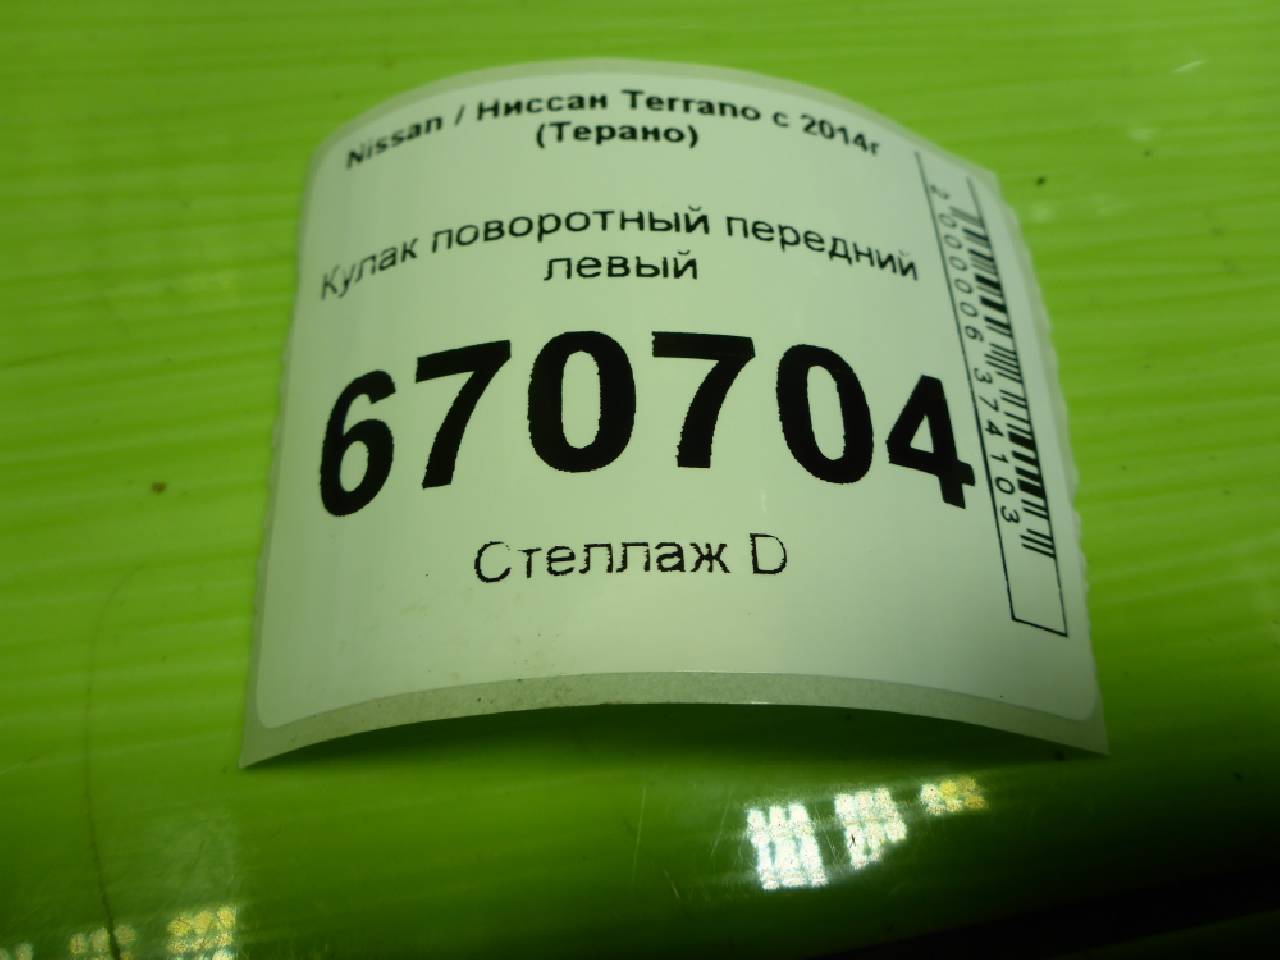 Nissan / Ниссан Terrano с 2014г
(Терано)
Кулак поворотный передний
левый
670704
Стеллаж D
2000006374103